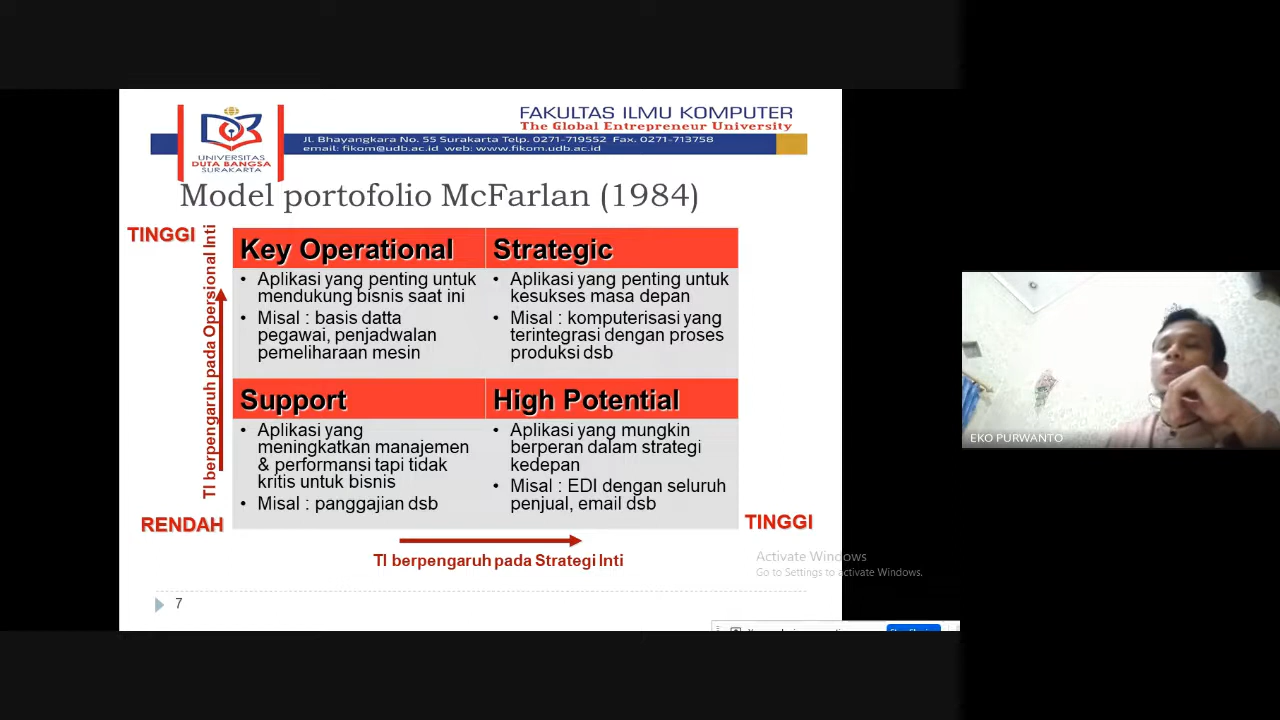 FAKULTAS ILMU KOMPUTER
The Global Entrepreneur University
Jl. Bhayangkara No. 55 Surakarta Telp. 0271-719552 Fax. 0271-713758
email: fikom@udb.ac.id web: www.fikom.udb.ac.id
UNIVERSITAS
DUTA BANGSA
SURAKARTA
Model portofolio McFarlan (1984)
TINGGI
TI berpengaruh pada Opersional Inti
Key Operational
• Aplikasi yang penting untuk
mendukung bisnis saat ini
• Misal : basis datta
pegawai, penjadwalan
pemeliharaan mesin
Strategic
• Aplikasi yang penting untuk
kesukses masa depan
• Misal : komputerisasi yang
terintegrasi dengan proses
produksi dsb
Support
• Aplikasi yang
meningkatkan manajemen
& performansi tapi tidak
kritis untuk bisnis
• Misal : panggajian dsb
High Potential
• Aplikasi yang mungkin
berperan dalam strategi
kedepan
• Misal : EDI dengan seluruh
penjual, email dsb
RENDAH
TINGGI
TI berpengaruh pada Strategi Inti
Activate Windows
Go to Settings to activate Windows.
7
EKO PURWANTO